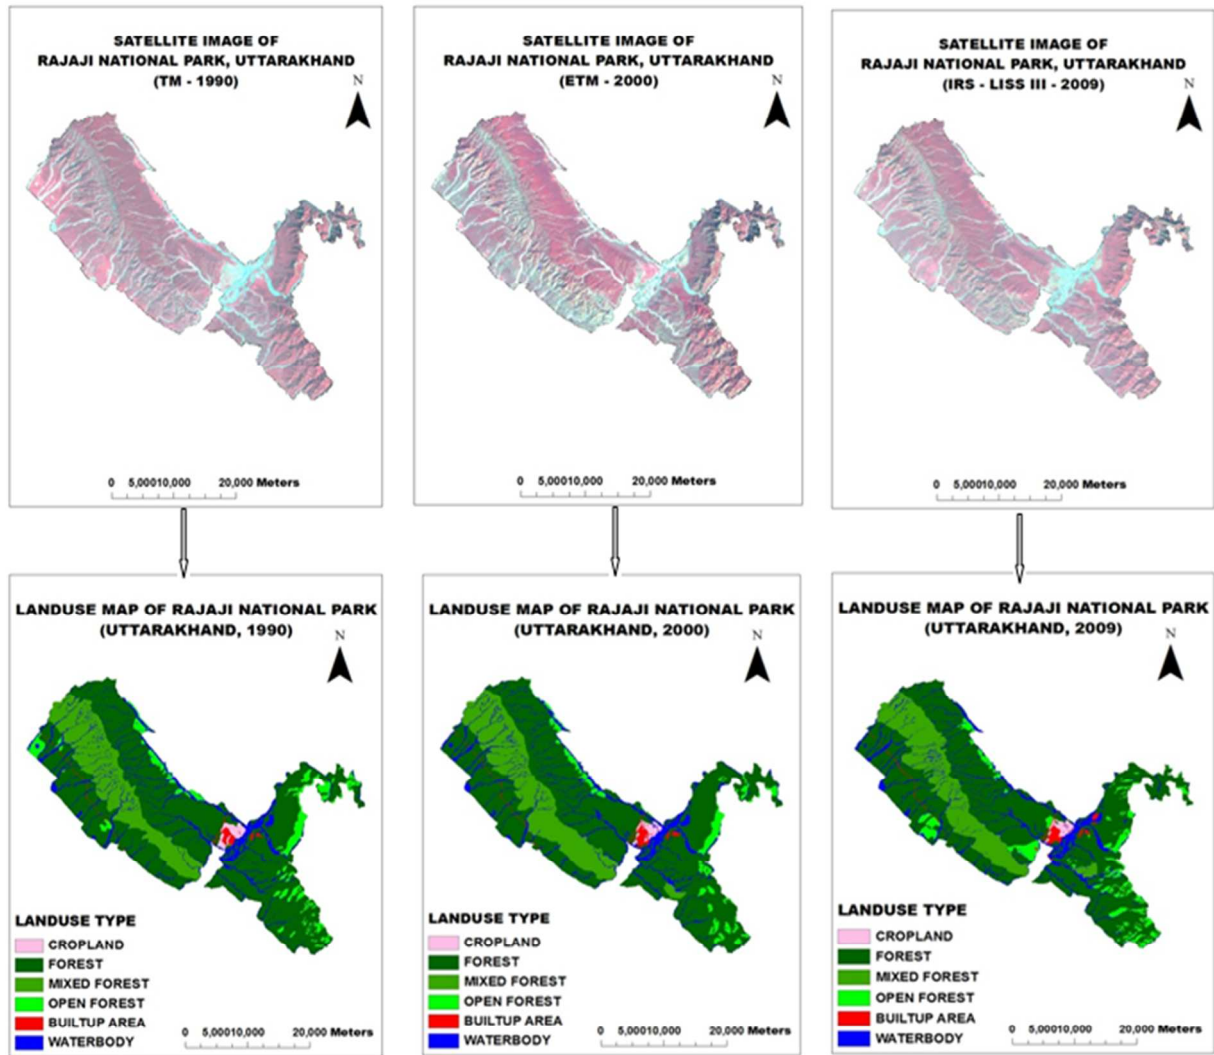 SATELLITE IMAGE OF
RAJAJI NATIONAL PARK, UTTARAKHAND
(TM - 1990)
N
0 5,00010,000 20,000 Meters
SATELLITE IMAGE OF
RAJAJI NATIONAL PARK, UTTARAKHAND
(ETM - 2000)
N
0 5,00010,000 20,000 Meters
SATELLITE IMAGE OF
RAJAJI NATIONAL PARK, UTTARAKHAND
(IRS - LISS III - 2009)
N
0 5,00010,000 20,000 Meters
LANDUSE MAP OF RAJAJI NATIONAL PARK
(UTTARAKHAND, 1990)
N
LANDUSE TYPE
CROPLAND
FOREST
MIXED FOREST
OPEN FOREST
BUILTUP AREA
WATERBODY
0 5,00010,000 20,000 Meters
LANDUSE MAP OF RAJAJI NATIONAL PARK
(UTTARAKHAND, 2000)
N
LANDUSE TYPE
CROPLAND
FOREST
MIXED FOREST
OPEN FOREST
BUILTUP AREA
WATERBODY
0 5,00010,000 20,000 Meters
LANDUSE MAP OF RAJAJI NATIONAL PARK
(UTTARAKHAND, 2009)
N
LANDUSE TYPE
CROPLAND
FOREST
MIXED FOREST
OPEN FOREST
BUILTUP AREA
WATERBODY
0 5,00010,000 20,000 Meters